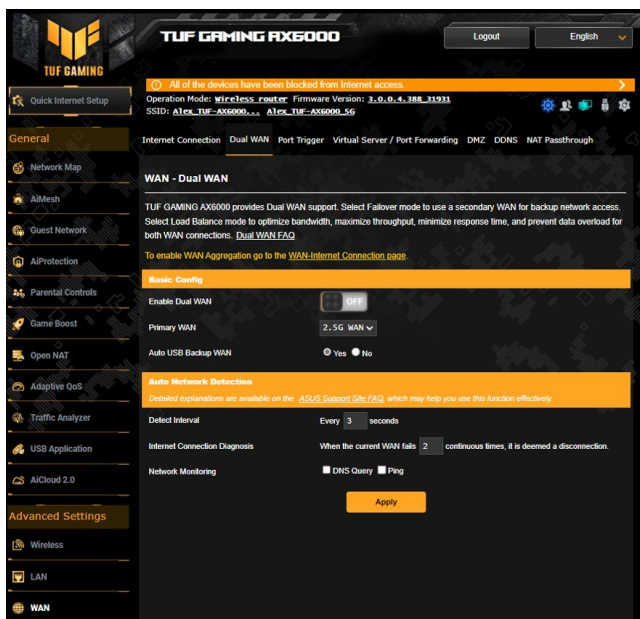 TUF GAMING
TUF GAMING AX6000
Logout
English
All of the devices have been blocked from Internet access.
Quick Internet Setup
Operation Mode: Wireless router Firmware Version: 3.0.0.4.388_31931
SSID: Alex_TUF-AX6000... Alex_TUF-AX6000_5G
General
Network Map
AiMesh
Guest Network
AiProtection
Parental Controls
Game Boost
Open NAT
Adaptive QoS
Traffic Analyzer
USB Application
AiCloud 2.0
Advanced Settings
Wireless
LAN
WAN
Internet Connection Dual WAN Port Trigger Virtual Server / Port Forwarding DMZ DDNS NAT Passthrough
WAN - Dual WAN
TUF GAMING AX6000 provides Dual WAN support. Select Failover mode to use a secondary WAN for backup network access.
Select Load Balance mode to optimize bandwidth, maximize throughput, minimize response time, and prevent data overload for
both WAN connections. Dual WAN FAQ
To enable WAN Aggregation go to the WAN-Internet Connection page.
Basic Config
Enable Dual WAN OFF
Primary WAN 2.5G WAN
Auto USB Backup WAN Yes No
Auto Network Detection
Detailed explanations are available on the ASUS Support Site FAQ, which may help you use this function effectively.
Detect Interval Every 3 seconds
Internet Connection Diagnosis When the current WAN fails 2 continuous times, it is deemed a disconnection.
Network Monitoring DNS Query Ping
Apply